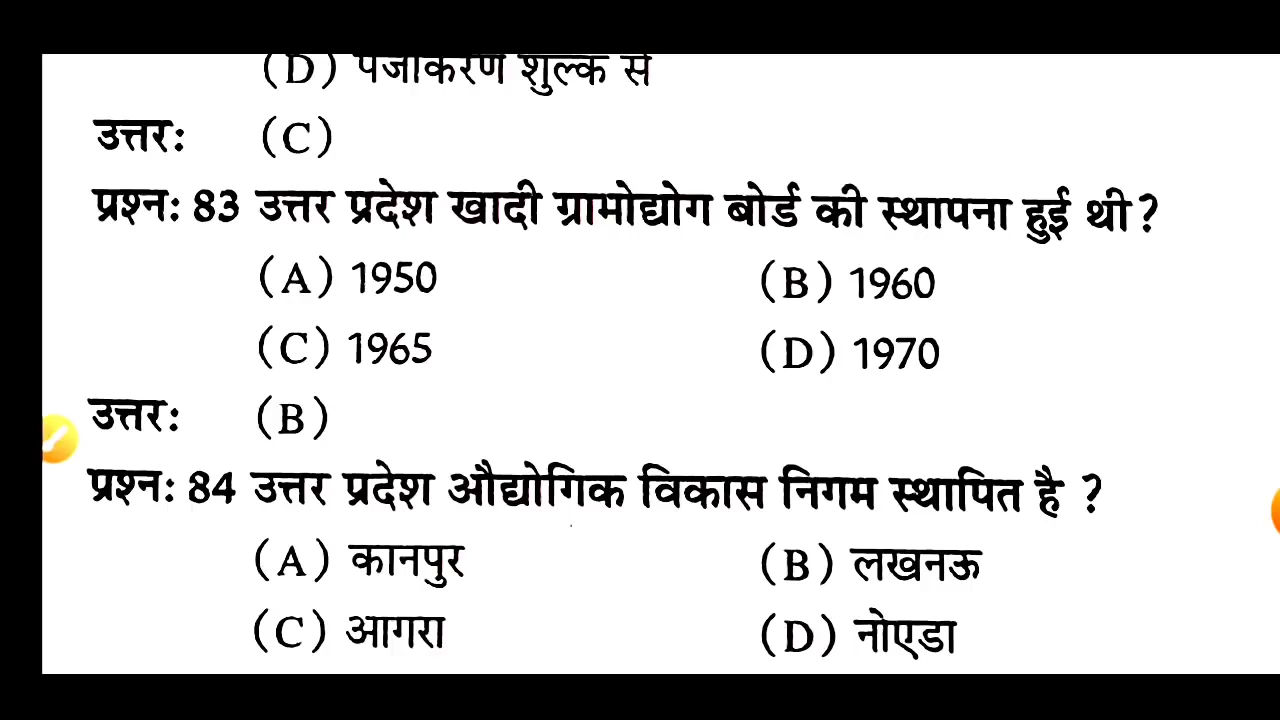 (D) पंजीकरण शुल्क से
उत्तरः (C)
प्रश्नः 83 उत्तर प्रदेश खादी ग्रामोद्योग बोर्ड की स्थापना हुई थी?
(A) 1950 (B) 1960
(C) 1965 (D) 1970
उत्तरः (B)
प्रश्नः 84 उत्तर प्रदेश औद्योगिक विकास निगम स्थापित है ?
(A) कानपुर (B) लखनऊ
(C) आगरा (D) नोएडा